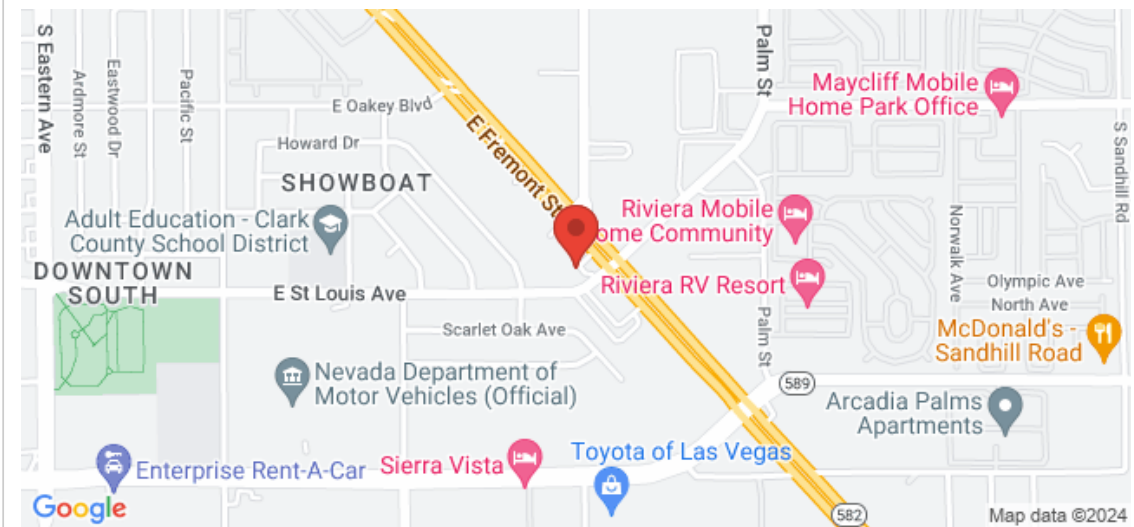 S Eastern Ave
Ardmore St
Eastwood Dr
Pacific St
E Oakey Blvd
Howard Dr
SHOWBOAT
Adult Education - Clark
County School District
DOWNTOWN
SOUTH
E St Louis Ave
E Fremont St
Scarlet Oak Ave
Nevada Department of
Motor Vehicles (Official)
Enterprise Rent-A-Car
Sierra Vista
Toyota of Las Vegas
Palm St
Maycliff Mobile
Home Park Office
S Sandhill Rd
Riviera Mobile
ome Community
Riviera RV Resort
Norwalk Ave
Olympic Ave
North Ave
Palm St
McDonald's -
Sandhill Road
589
Arcadia Palms
Apartments
582
Google
Map data ©2024